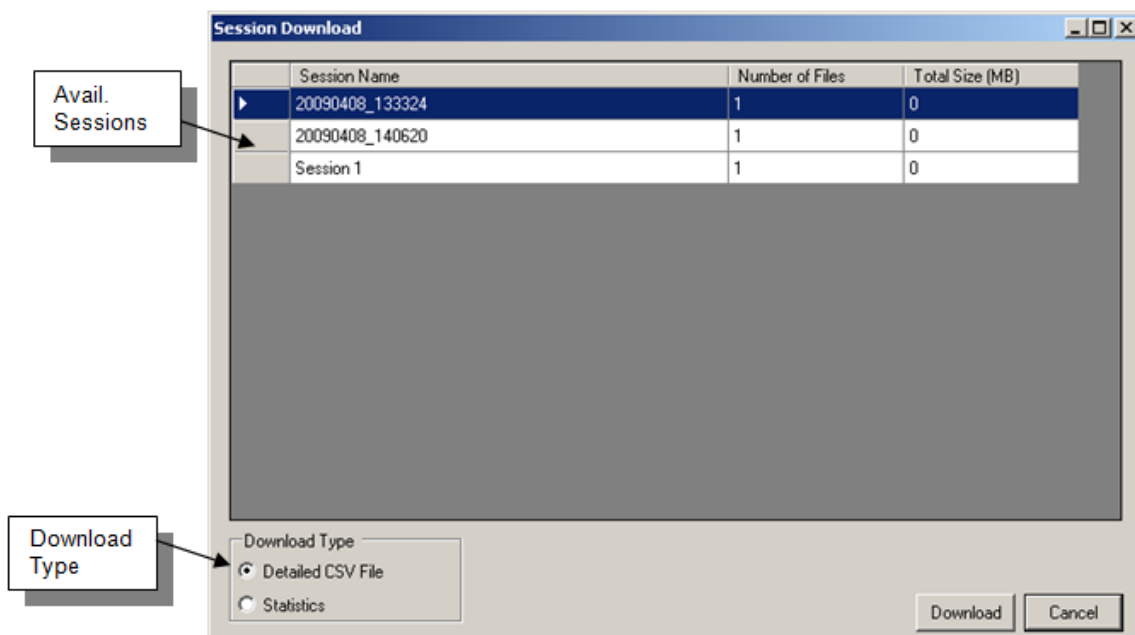 Session Download
Avail.
Sessions
Session Name Number of Files Total Size (MB)
20090408_133324 1 0
20090408_140620 1 0
Session 1 1 0
Download
Type
Download Type
Detailed CSV File
Statistics
Download Cancel